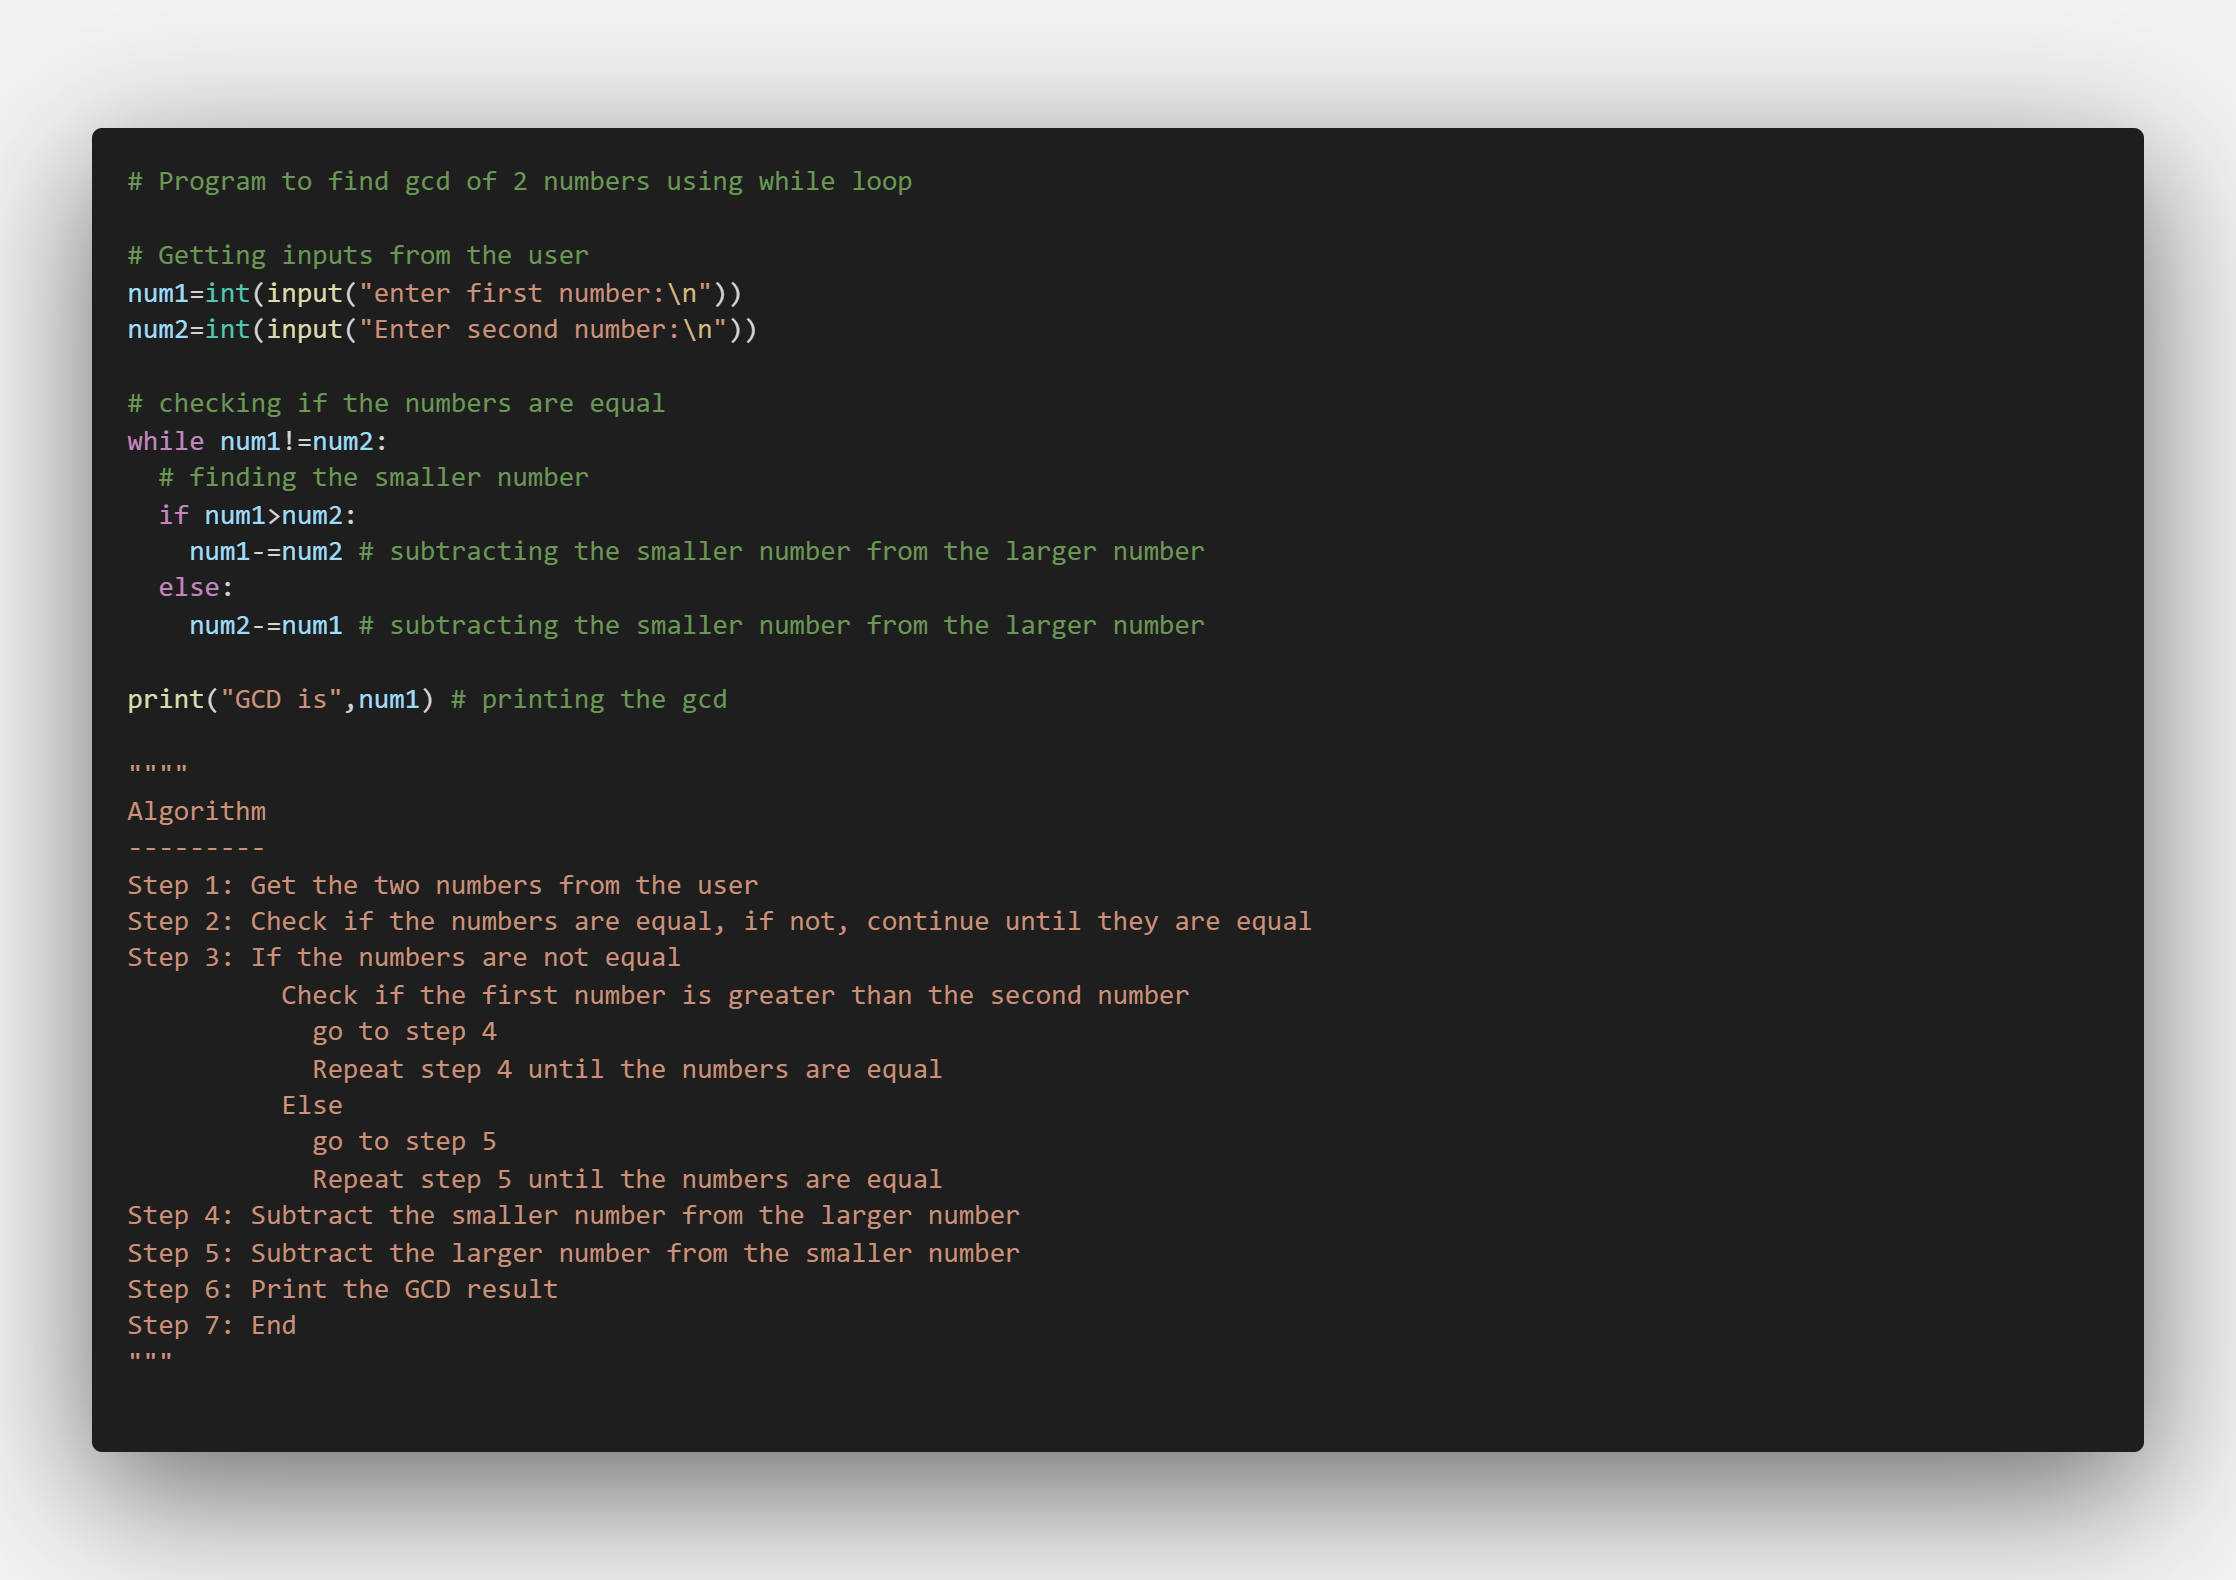 # Program to find gcd of 2 numbers using while loop

# Getting inputs from the user
num1=int(input("enter first number:\n"))
num2=int(input("Enter second number:\n"))

# checking if the numbers are equal
while num1!=num2:
  # finding the smaller number
  if num1>num2:
    num1-=num2 # subtracting the smaller number from the larger number
  else:
    num2-=num1 # subtracting the smaller number from the larger number

print("GCD is",num1) # printing the gcd

""""
Algorithm
---------
Step 1: Get the two numbers from the user
Step 2: Check if the numbers are equal, if not, continue until they are equal
Step 3: If the numbers are not equal
          Check if the first number is greater than the second number
            go to step 4
            Repeat step 4 until the numbers are equal
          Else
            go to step 5
            Repeat step 5 until the numbers are equal
Step 4: Subtract the smaller number from the larger number
Step 5: Subtract the larger number from the smaller number
Step 6: Print the GCD result
Step 7: End
"""